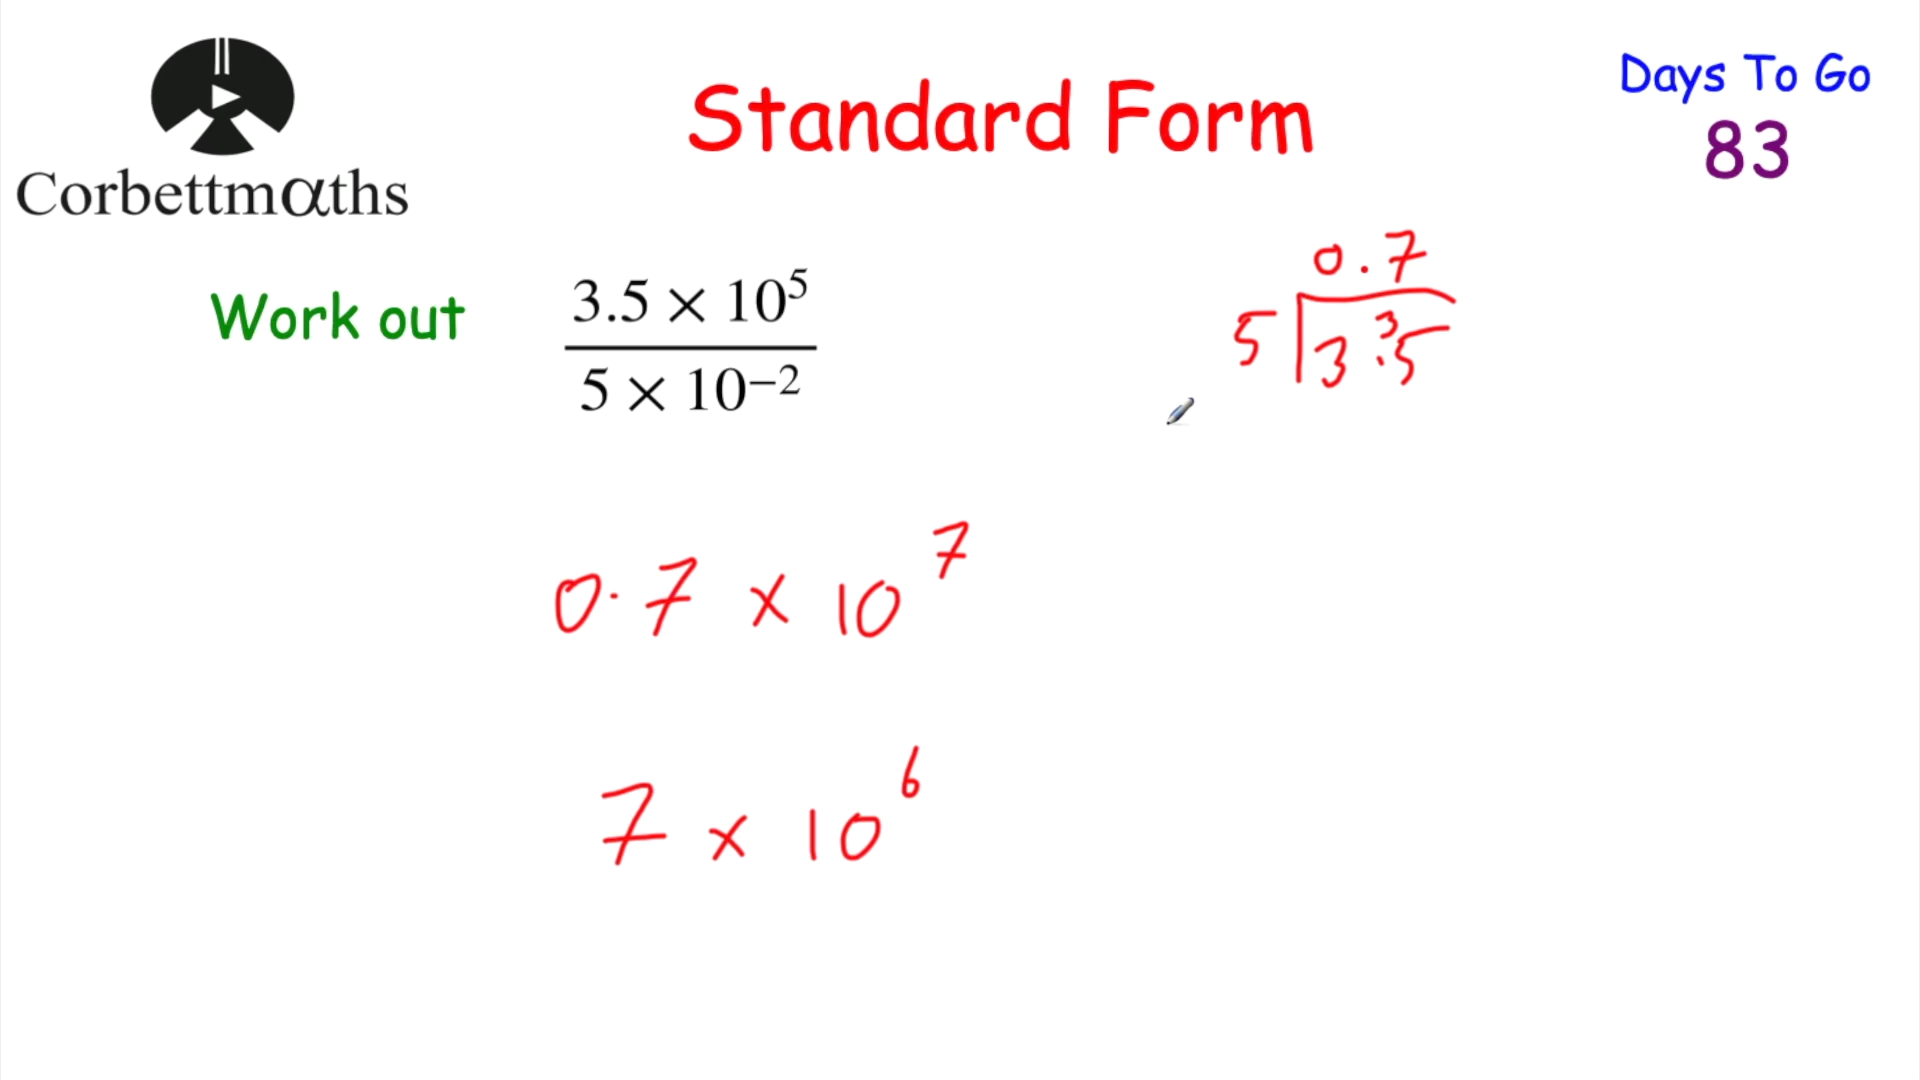 Corbettmαths
Standard Form
Days To Go
83
Work out
3.5 × 10⁵
5 × 10⁻²
0.7
5 3.³5
0.7 × 10⁷
7 × 10⁶